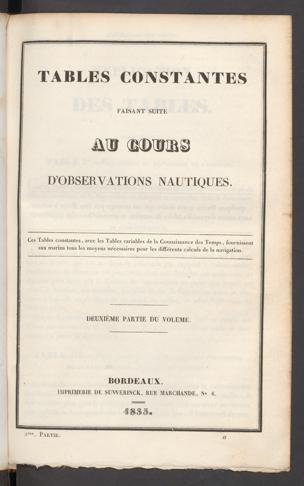 TABLES CONSTANTES
FAISANT SUITE
AU COURS
D'OBSERVATIONS NAUTIQUES.
Ces Tables constantes, avec les Tables variables de la Connaissance des Temps, fournissent
aux marins tous les moyens nécessaires pour les différents calculs de la navigation.
DEUXIÈME PARTIE DU VOLUME.
BORDEAUX.
IMPRIMERIE DE SUWERINCK, RUE MARCHANDE, Nº 6.
1835.
2me. PARTIE. a